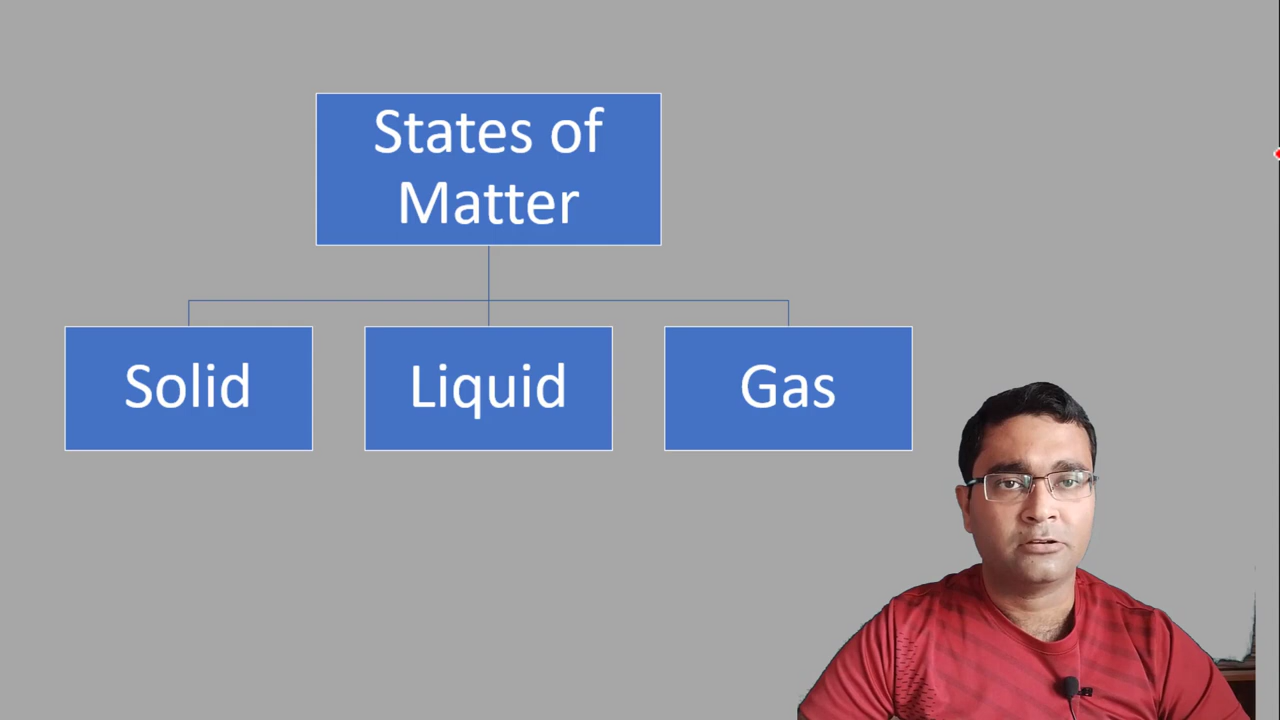 States of
Matter
Solid
Liquid
Gas